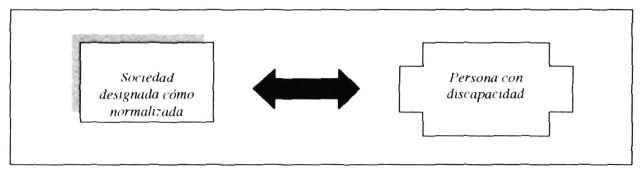 Sociedad
designada cómo
normalizada
Persona con
discapacidad